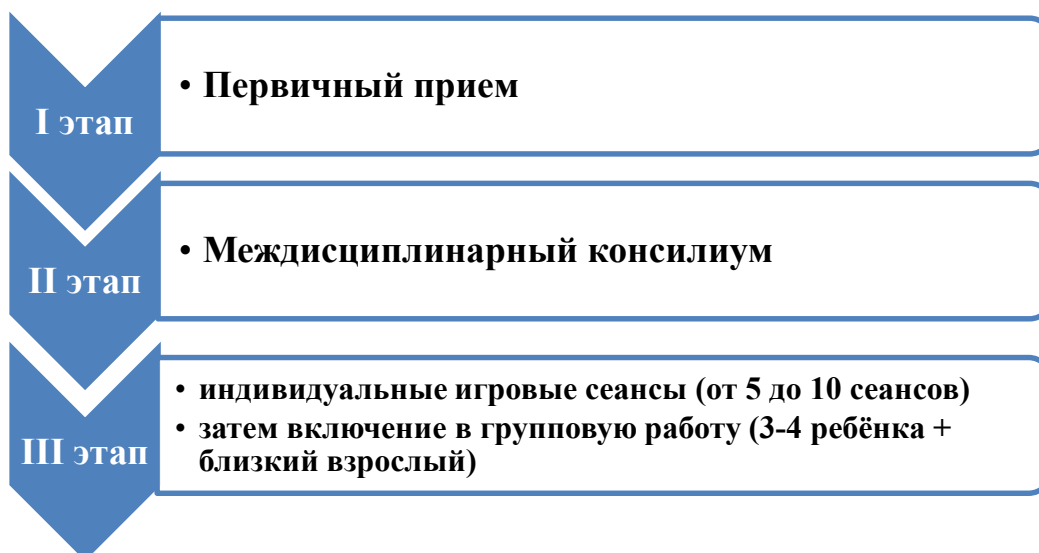 I этап
• Первичный прием
II этап
• Междисциплинарный консилиум
III этап
• индивидуальные игровые сеансы (от 5 до 10 сеансов)
• затем включение в групповую работу (3-4 ребёнка +
близкий взрослый)